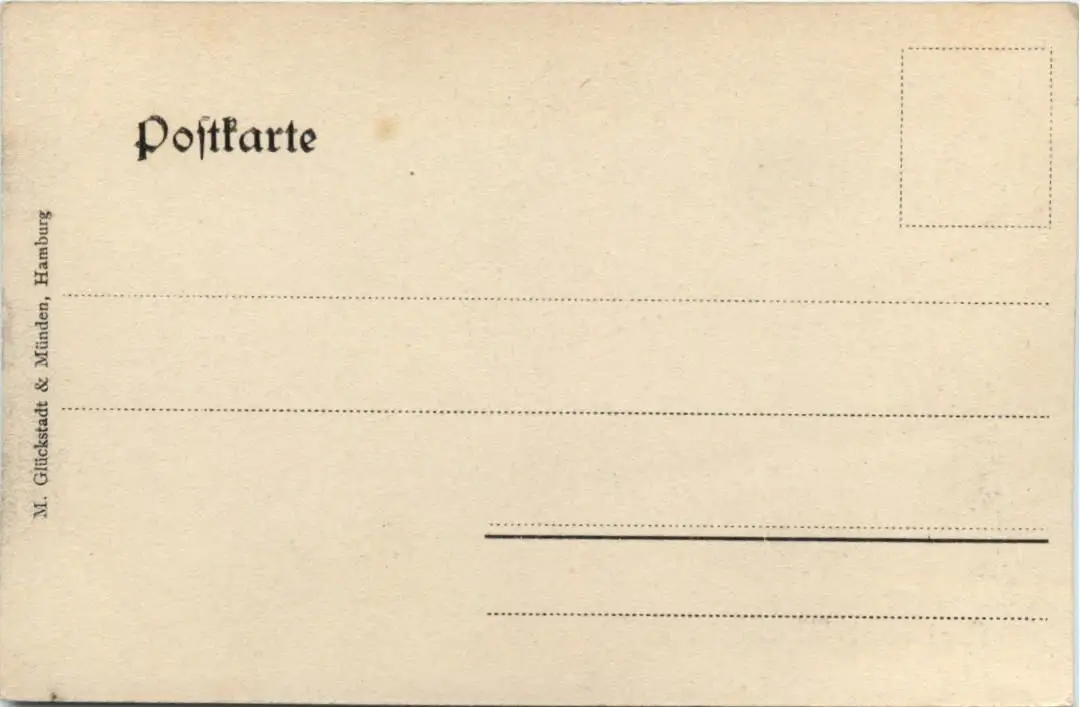 Poſtkarte
M. Glückstadt & Münden, Hamburg